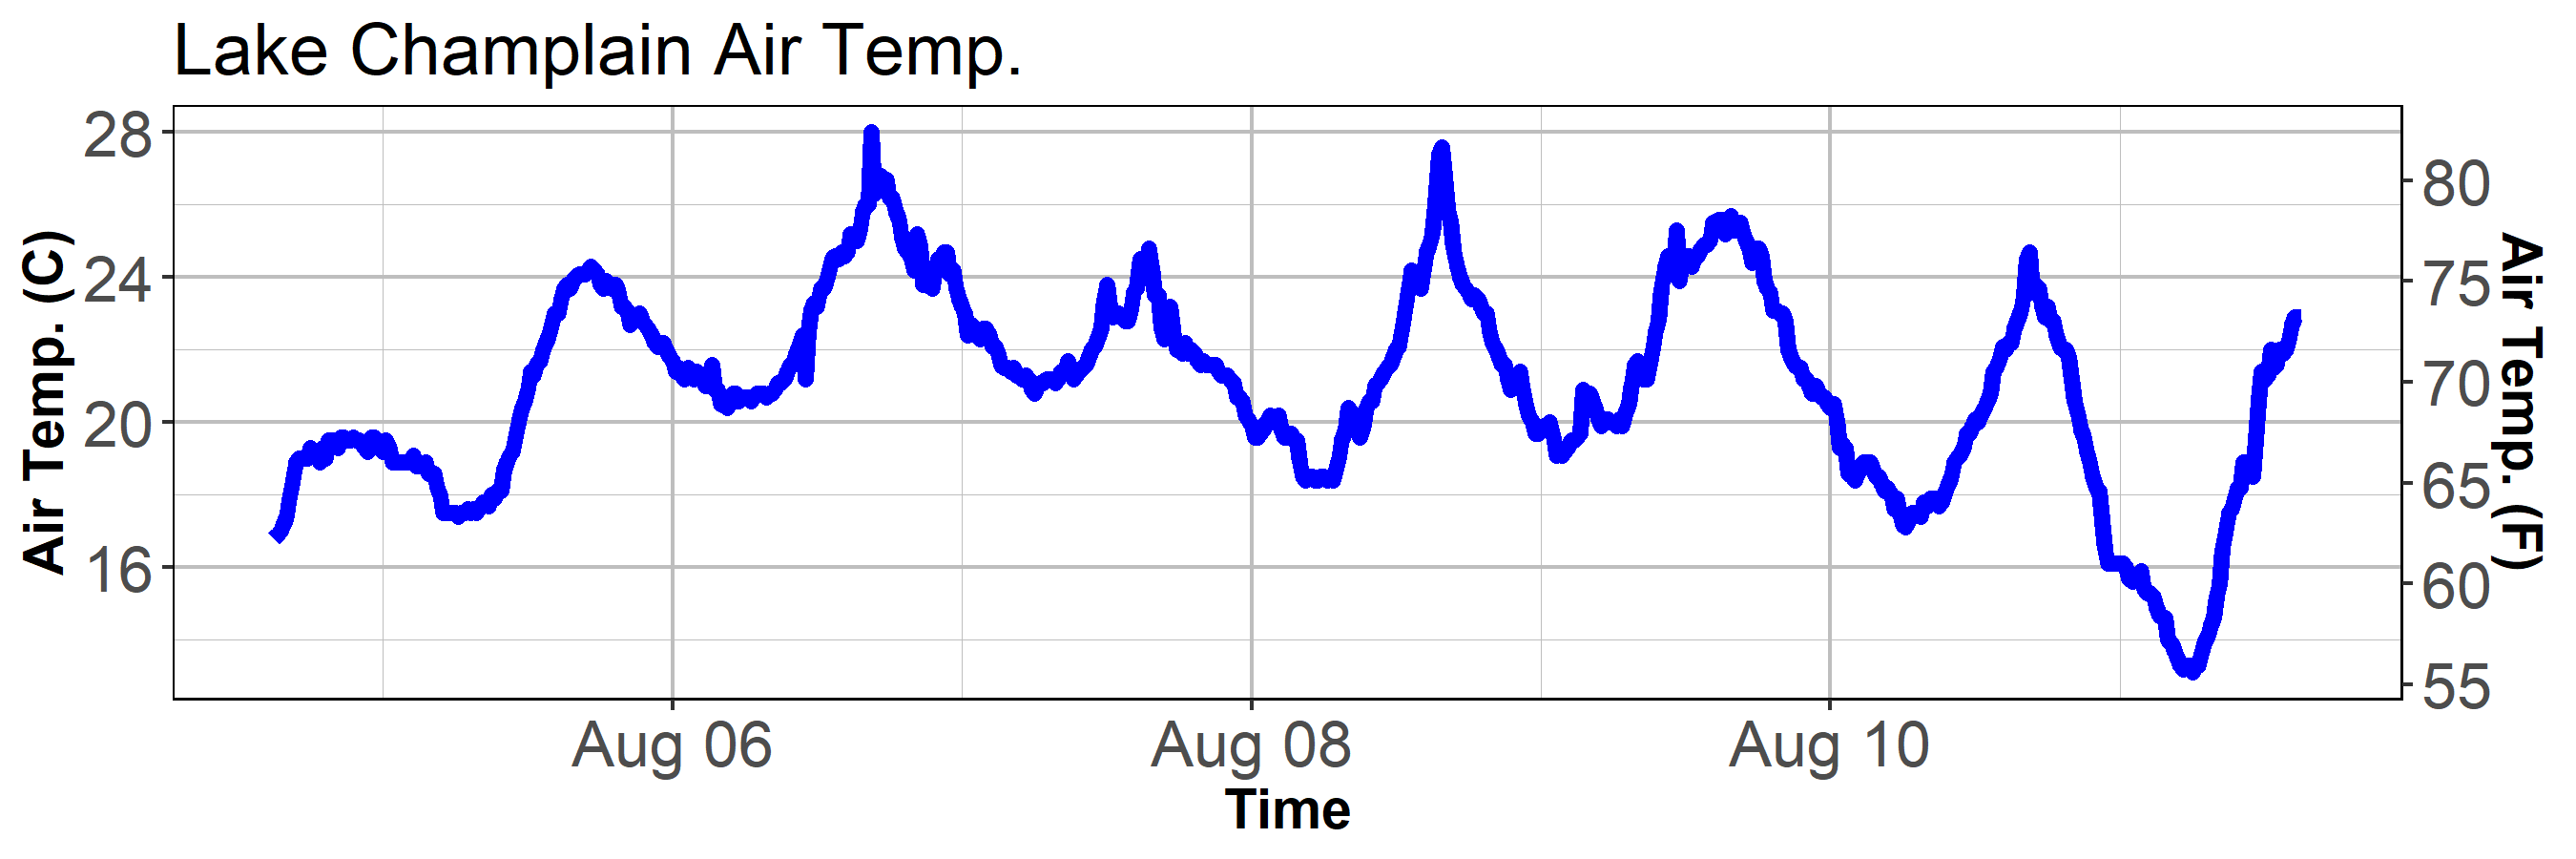 Lake Champlain Air Temp.
28
24
20
16
Air Temp. (C)
80
75
70
65
60
55
Air Temp. (F)
Aug 06
Aug 08
Aug 10
Time